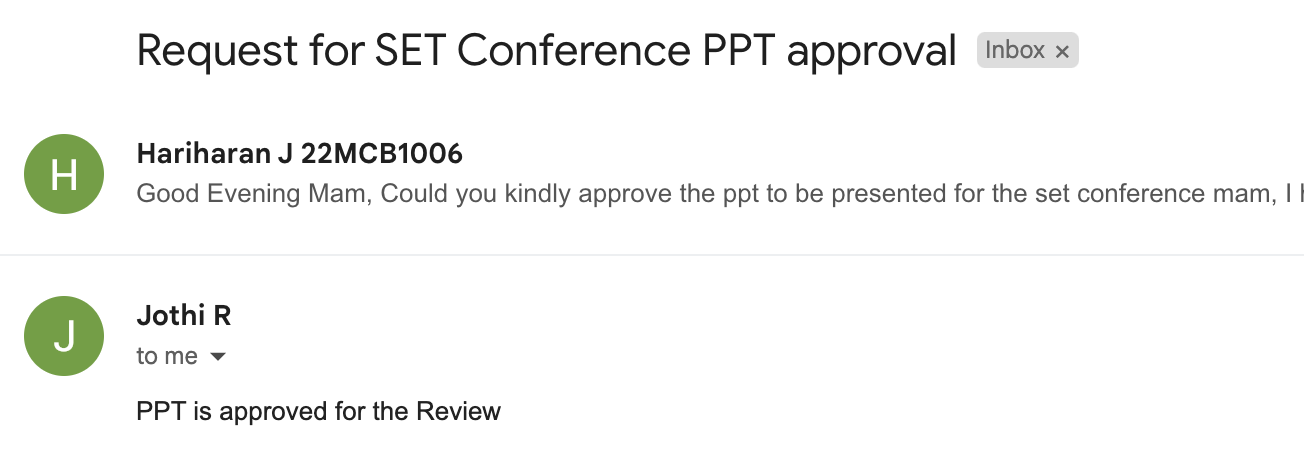 Request for SET Conference PPT approval Inbox ×
H
Hariharan J 22MCB1006
Good Evening Mam, Could you kindly approve the ppt to be presented for the set conference mam, I
J
Jothi R
to me
PPT is approved for the Review